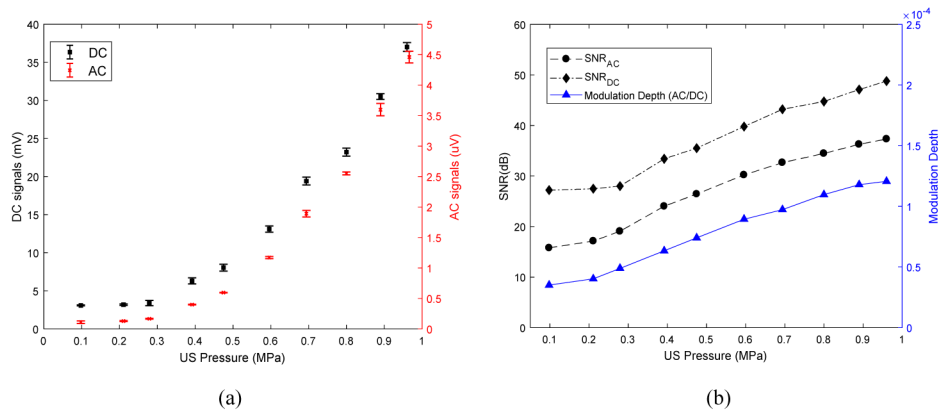 40
35
30
25
20
15
10
5
0
DC signals (mV)
DC
AC
5
4.5
4
3.5
3
2.5
2
1.5
1
0.5
0
AC signals (uV)
0 0.1 0.2 0.3 0.4 0.5 0.6 0.7 0.8 0.9 1
US Pressure (MPa)
(a)
60
50
40
30
20
10
0
SNR(dB)
SNR_AC
SNR_DC
Modulation Depth (AC/DC)
×10⁻⁴
2
1.5
1
0.5
0
Modulation Depth
0 0.1 0.2 0.3 0.4 0.5 0.6 0.7 0.8 0.9 1
US Pressure (MPa)
(b)